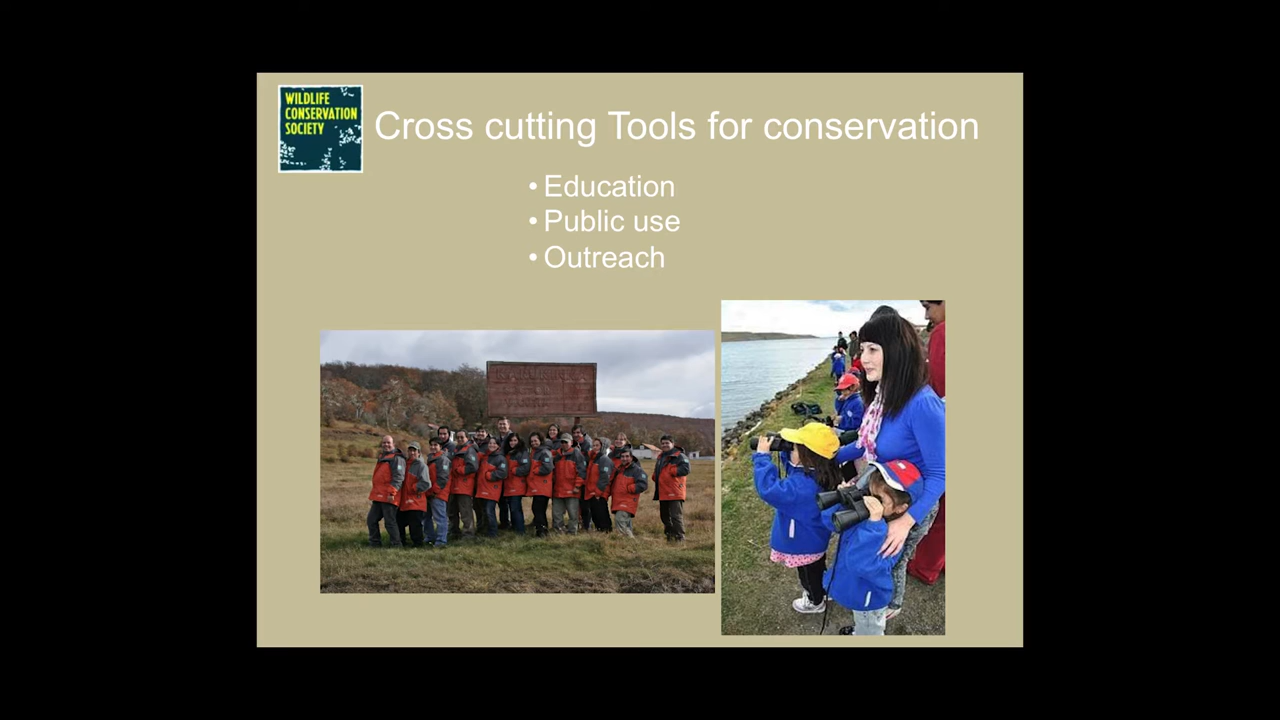 WILDLIFE
CONSERVATION
SOCIETY
Cross cutting Tools for conservation
• Education
• Public use
• Outreach